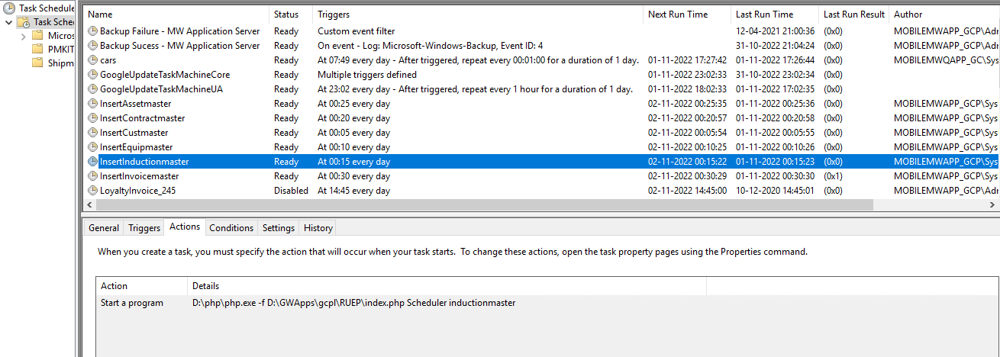 Task Schedule
Task Sched
Micros
PMKIT
Shipm
Name Status Triggers Next Run Time Last Run Time Last Run Result Author
Backup Failure - MW Application Server Ready Custom event filter 12-04-2021 21:00:36 (0x0) MOBILEMWAPP_GCP\Adr
Backup Sucess - MW Application Server Ready On event - Log: Microsoft-Windows-Backup, Event ID: 4 31-10-2022 21:04:24 (0x0) MOBILEMWAPP_GCP\Adr
cars Ready At 07:49 every day - After triggered, repeat every 00:01:00 for a duration of 1 day. 01-11-2022 17:27:42 01-11-2022 17:26:44 (0x0) MOBILEMWQAPP_GC\Sys
GoogleUpdateTaskMachineCore Ready Multiple triggers defined 01-11-2022 23:02:33 31-10-2022 23:02:34 (0x0)
GoogleUpdateTaskMachineUA Ready At 23:02 every day - After triggered, repeat every 1 hour for a duration of 1 day. 01-11-2022 18:02:33 01-11-2022 17:02:35 (0x0)
InsertAssetmaster Ready At 00:25 every day 02-11-2022 00:25:35 01-11-2022 00:25:36 (0x0) MOBILEMWAPP_GCP\Sys
InsertContractmaster Ready At 00:20 every day 02-11-2022 00:20:57 01-11-2022 00:20:58 (0x0) MOBILEMWAPP_GCP\Sys
InsertCustmaster Ready At 00:05 every day 02-11-2022 00:05:54 01-11-2022 00:05:55 (0x0) MOBILEMWAPP_GCP\Sys
InsertEquipmaster Ready At 00:10 every day 02-11-2022 00:10:25 01-11-2022 00:10:26 (0x0) MOBILEMWAPP_GCP\Sys
InsertInductionmaster Ready At 00:15 every day 02-11-2022 00:15:22 01-11-2022 00:15:23 (0x0) MOBILEMWAPP_GCP\Sys
InsertInvoicemaster Ready At 00:30 every day 02-11-2022 00:30:29 01-11-2022 00:30:30 (0x1) MOBILEMWAPP_GCP\Sys
LoyaltyInvoice_245 Disabled At 14:45 every day 02-11-2022 14:45:00 10-12-2020 14:45:01 (0x0) MOBILEMWAPP_GCP\Adr
General Triggers Actions Conditions Settings History
When you create a task, you must specify the action that will occur when your task starts. To change these actions, open the task property pages using the Properties command.
Action Details
Start a program D:\php\php.exe -f D:\GWApps\gcpl\RUEP\index.php Scheduler inductionmaster